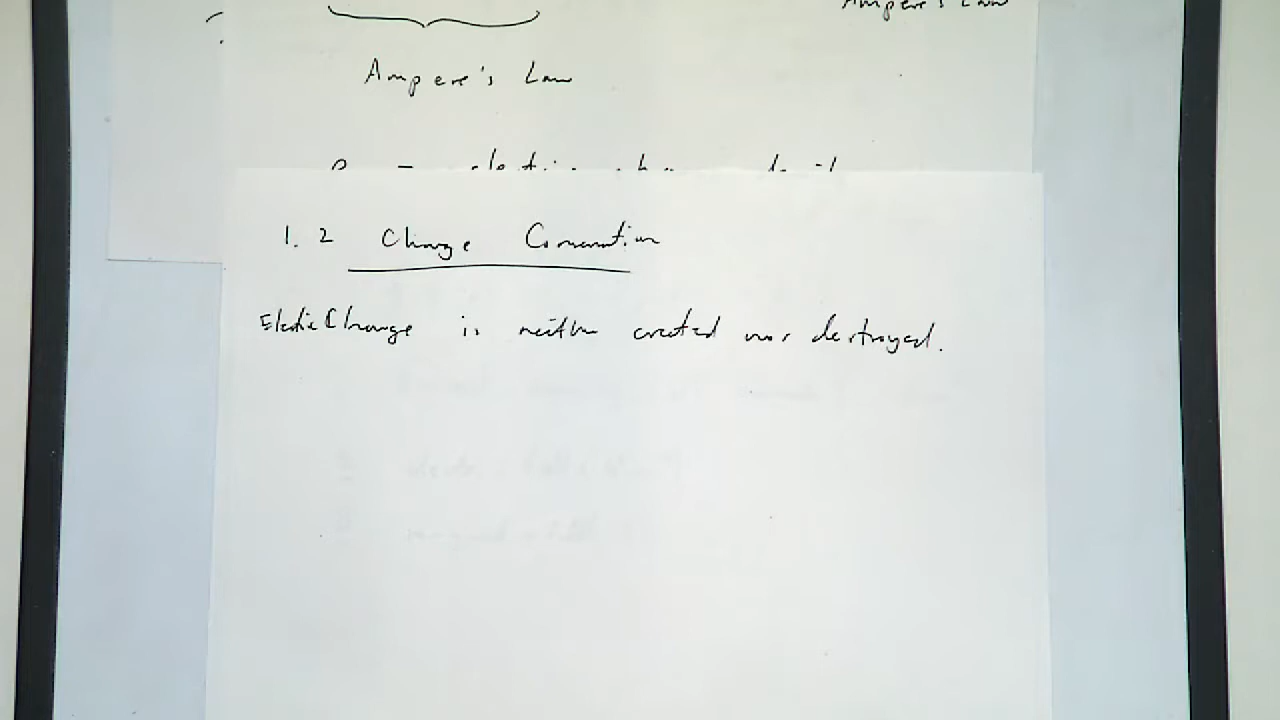 Ampere's Law
Ampere's Law
1. 2 Charge Conservation
Electric Charge is neither created nor destroyed.